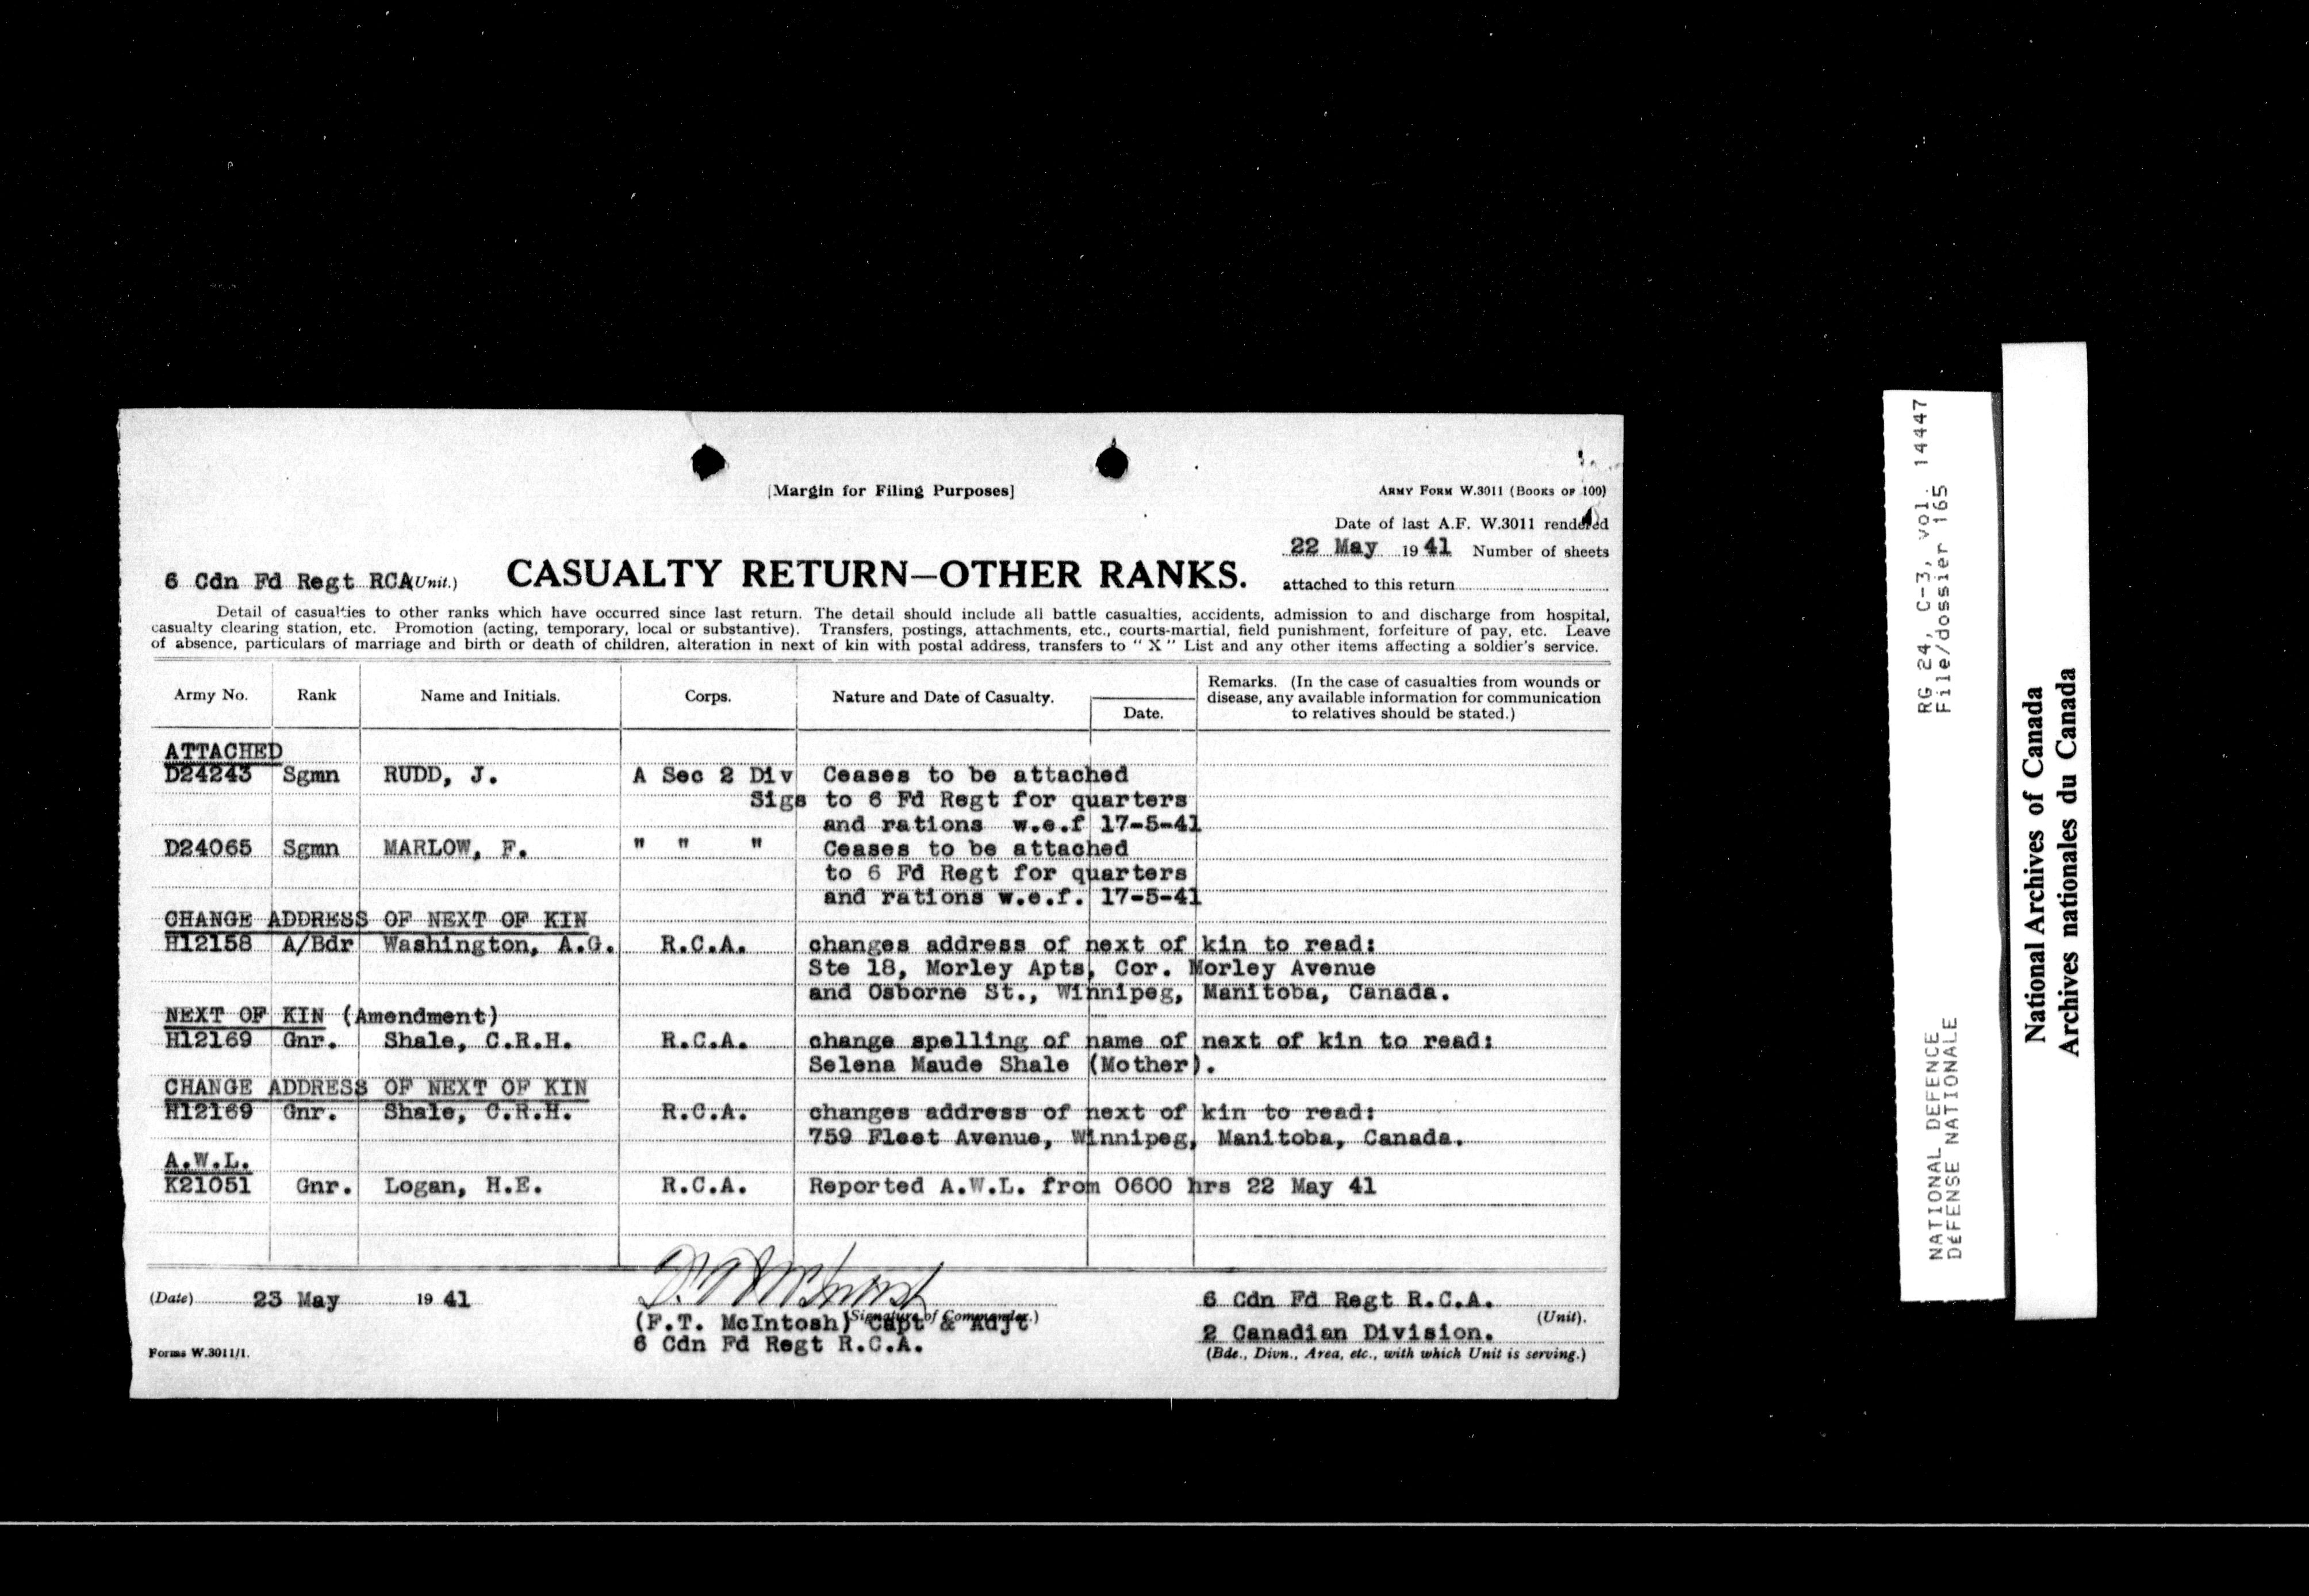 [Margin for Filing Purposes]
ARMY FORM W.3011 (BOOKS OF 100)
Date of last A.F. W.3011 rendered
22 May 19 41 Number of sheets
6 Cdn Fd Regt RCA (Unit.) CASUALTY RETURN—OTHER RANKS. attached to this return
Detail of casualties to other ranks which have occurred since last return. The detail should include all battle casualties, accidents, admission to and discharge from hospital,
casualty clearing station, etc. Promotion (acting, temporary, local or substantive). Transfers, postings, attachments, etc., courts-martial, field punishment, forfeiture of pay, etc. Leave
of absence, particulars of marriage and birth or death of children, alteration in next of kin with postal address, transfers to "X" List and any other items affecting a soldier's service.
Army No. Rank Name and Initials. Corps. Nature and Date of Casualty. Date. Remarks. (In the case of casualties from wounds or
disease, any available information for communication
to relatives should be stated.)
ATTACHED
D24243 Sgmn RUDD, J. A Sec 2 Div Ceases to be attached
Sigs to 6 Fd Regt for quarters
and rations w.e.f 17-5-41
D24065 Sgmn MARLOW, F. " " " Ceases to be attached
to 6 Fd Regt for quarters
and rations w.e.f. 17-5-41
CHANGE ADDRESS OF NEXT OF KIN
H12158 A/Bdr Washington, A.G. R.C.A. changes address of next of kin to read:
Ste 18, Morley Apts, Cor. Morley Avenue
and Osborne St., Winnipeg, Manitoba, Canada.
NEXT OF KIN (Amendment)
H12169 Gnr. Shale, C.R.H. R.C.A. change spelling of name of next of kin to read:
Selena Maude Shale (Mother).
CHANGE ADDRESS OF NEXT OF KIN
H12169 Gnr. Shale, C.R.H. R.C.A. changes address of next of kin to read:
759 Fleet Avenue, Winnipeg, Manitoba, Canada.
A.W.L.
K21051 Gnr. Logan, H.E. R.C.A. Reported A.W.L. from 0600 hrs 22 May 41
(Date) 23 May 19 41
(Signature of Commander.)
(F.T. McIntosh) Capt & Adjt
6 Cdn Fd Regt R.C.A.
6 Cdn Fd Regt R.C.A.
(Unit).
2 Canadian Division.
(Bde., Divn., Area, etc., with which Unit is serving.)
Forms W.3011/1.
RG 24, C-3, vol. 14447
File/dossier 165
NATIONAL DEFENCE
DÉFENSE NATIONALE
National Archives of Canada
Archives nationales du Canada